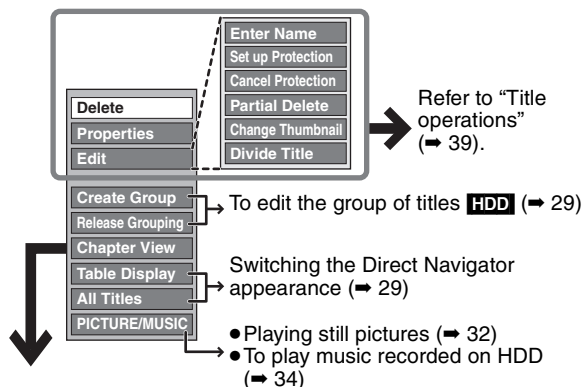 Enter Name
Set up Protection
Cancel Protection
Partial Delete
Change Thumbnail
Divide Title
Refer to “Title
operations”
(➡ 39).
Delete
Properties
Edit
Create Group
Release Grouping
To edit the group of titles HDD (➡ 29)
Chapter View
Table Display
All Titles
Switching the Direct Navigator
appearance (➡ 29)
PICTURE/MUSIC
●Playing still pictures (➡ 32)
●To play music recorded on HDD
(➡ 34)